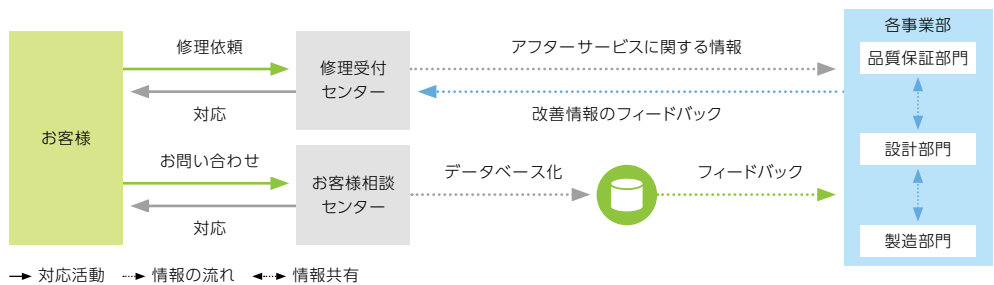 お客様
修理依頼
対応
お問い合わせ
対応
修理受付
センター
お客様相談
センター
アフターサービスに関する情報
改善情報のフィードバック
データベース化
フィードバック
各事業部
品質保証部門
設計部門
製造部門
対応活動
情報の流れ
情報共有